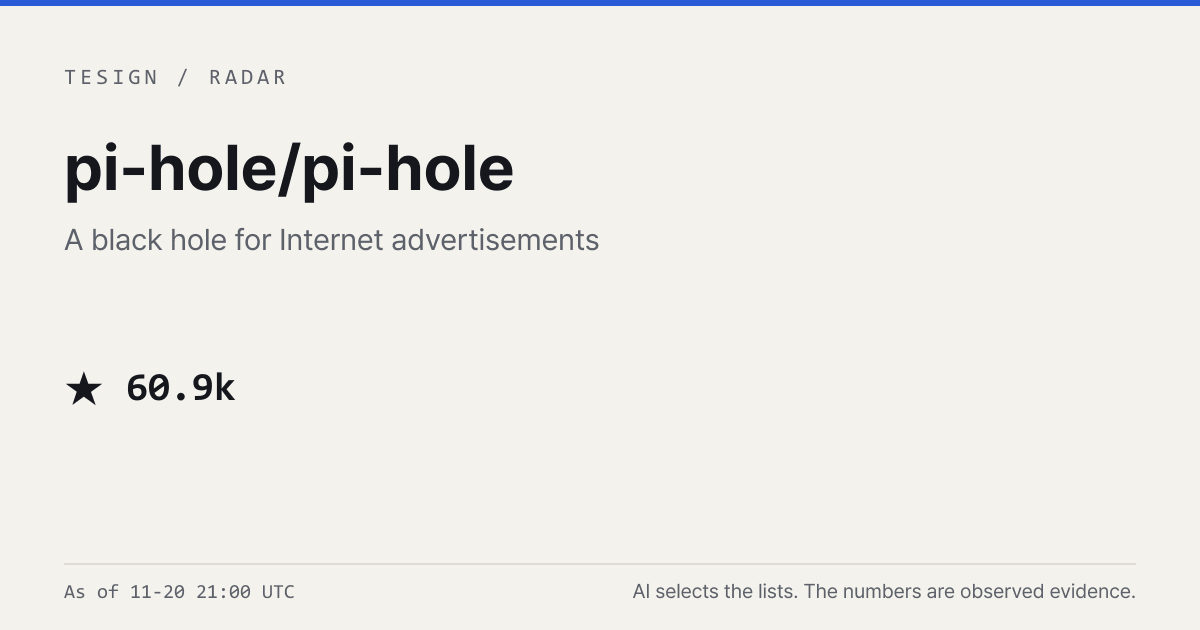 TESIGN / RADAR
pi-hole/pi-hole
A black hole for Internet advertisements
★ 60.9k
As of 11-20 21:00 UTC
AI selects the lists. The numbers are observed evidence.